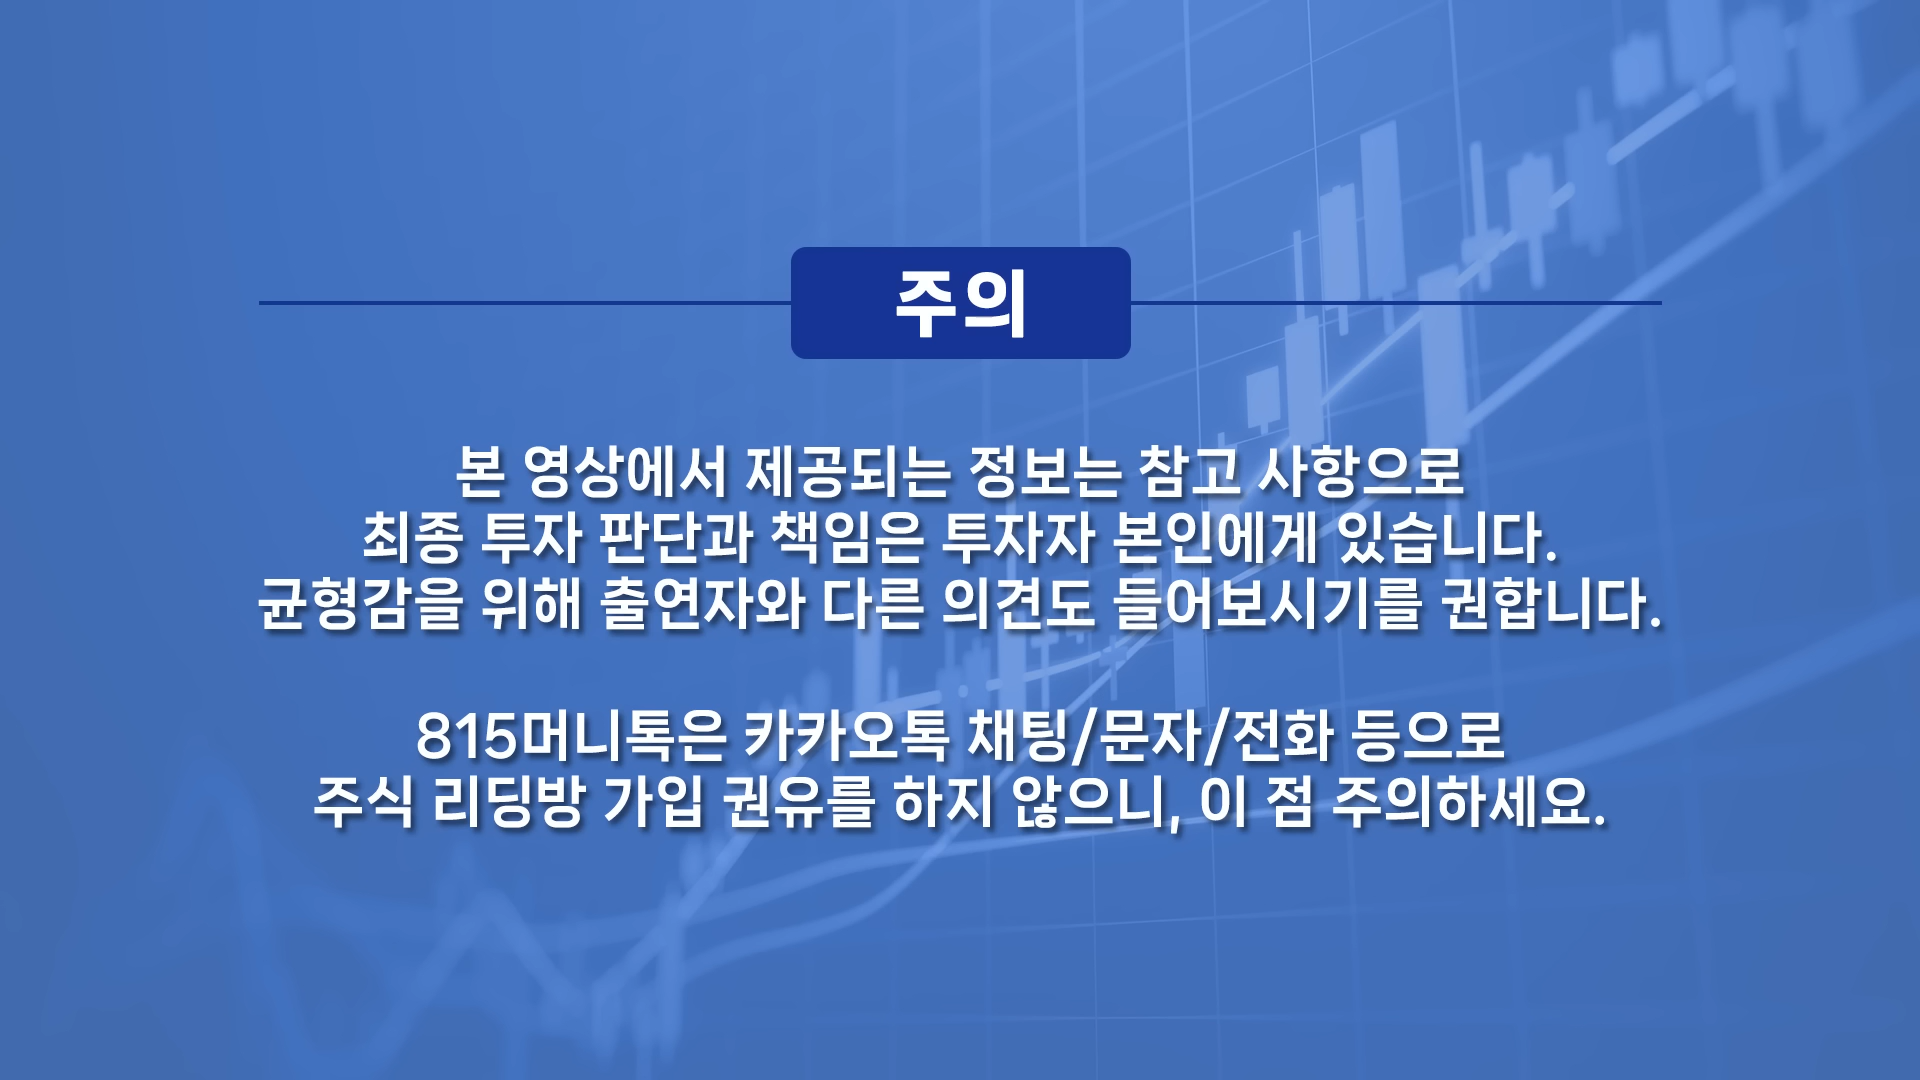 주의
본 영상에서 제공되는 정보는 참고 사항으로
최종 투자 판단과 책임은 투자자 본인에게 있습니다.
균형감을 위해 출연자와 다른 의견도 들어보시기를 권합니다.
815머니톡은 카카오톡 채팅/문자/전화 등으로
주식 리딩방 가입 권유를 하지 않으니, 이 점 주의하세요.